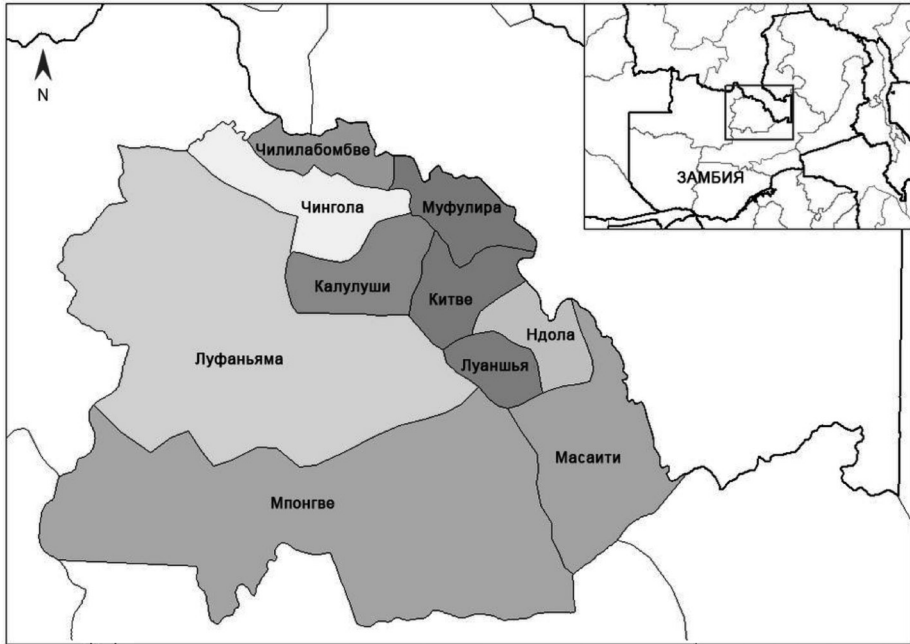 N
ЗАМБИЯ
Чилилабомбве
Чингола
Муфулира
Калулуши
Китве
Ндола
Луаншья
Луфаньяма
Масаити
Мпонгве